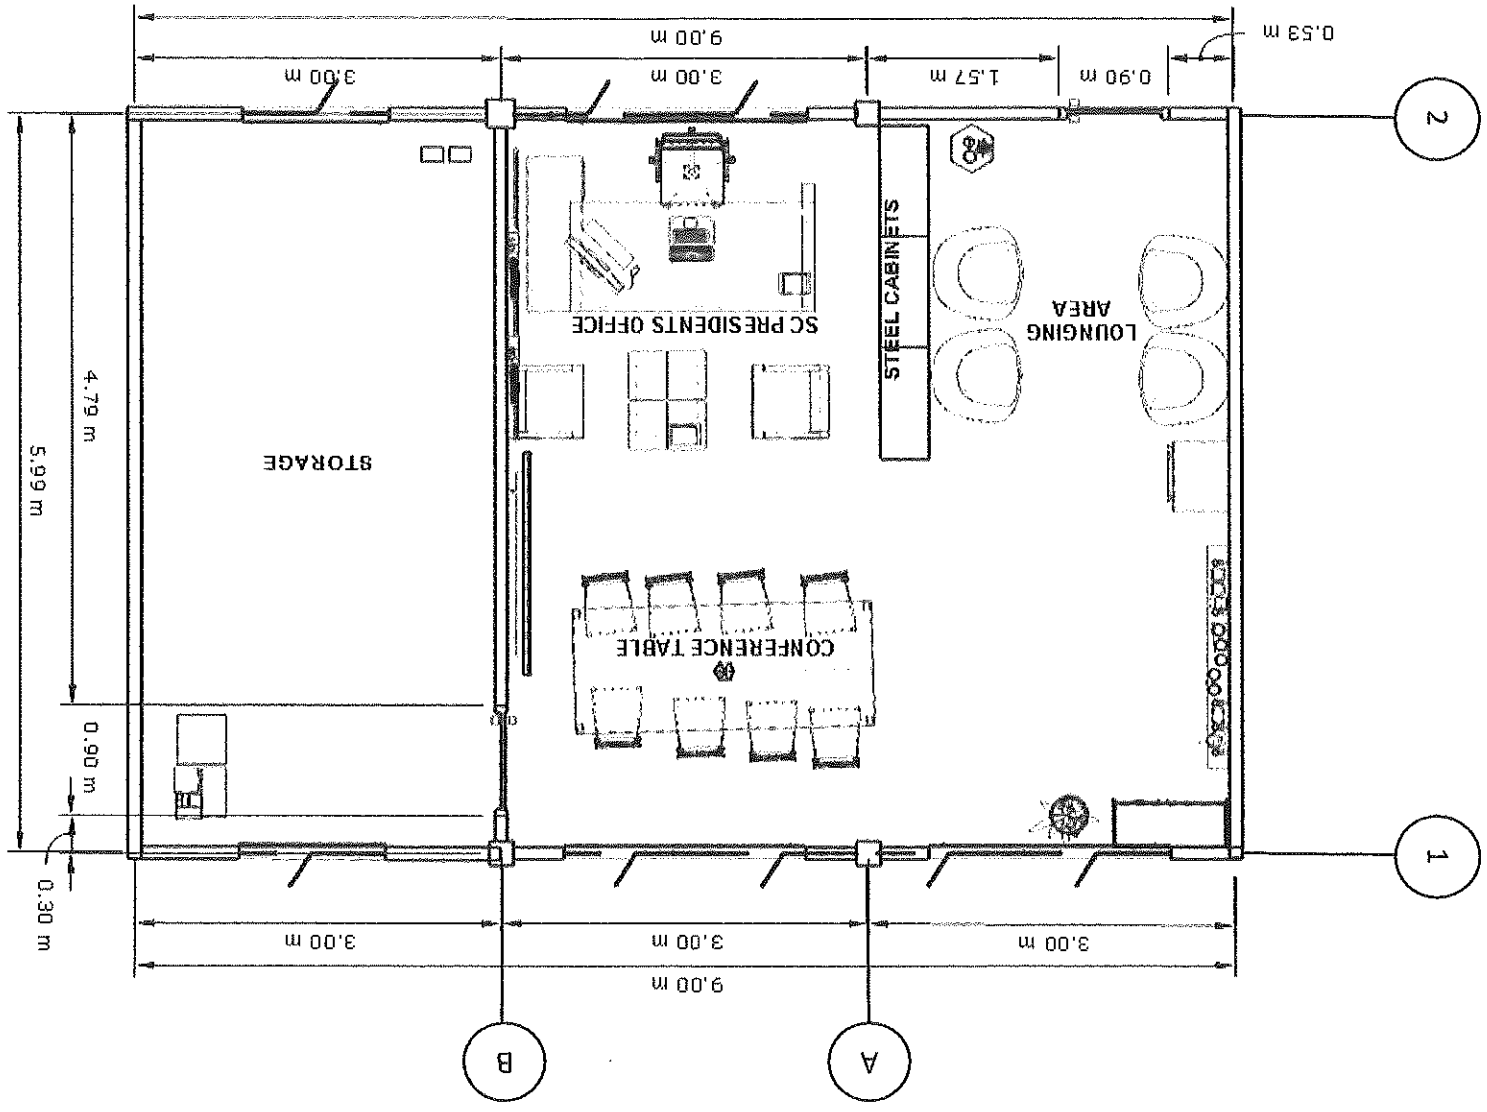 A
B
9.00 m
3.00 m
3.00 m
3.00 m
0.30 m
1
0.90 m
CONFERENCE TABLE
STORAGE
5.99 m
4.79 m
STEEL CABINETS
LOUNGING
AREA
SC PRESIDENTS OFFICE
2
0.53 m
0.90 m
1.57 m
3.00 m
3.00 m
9.00 m